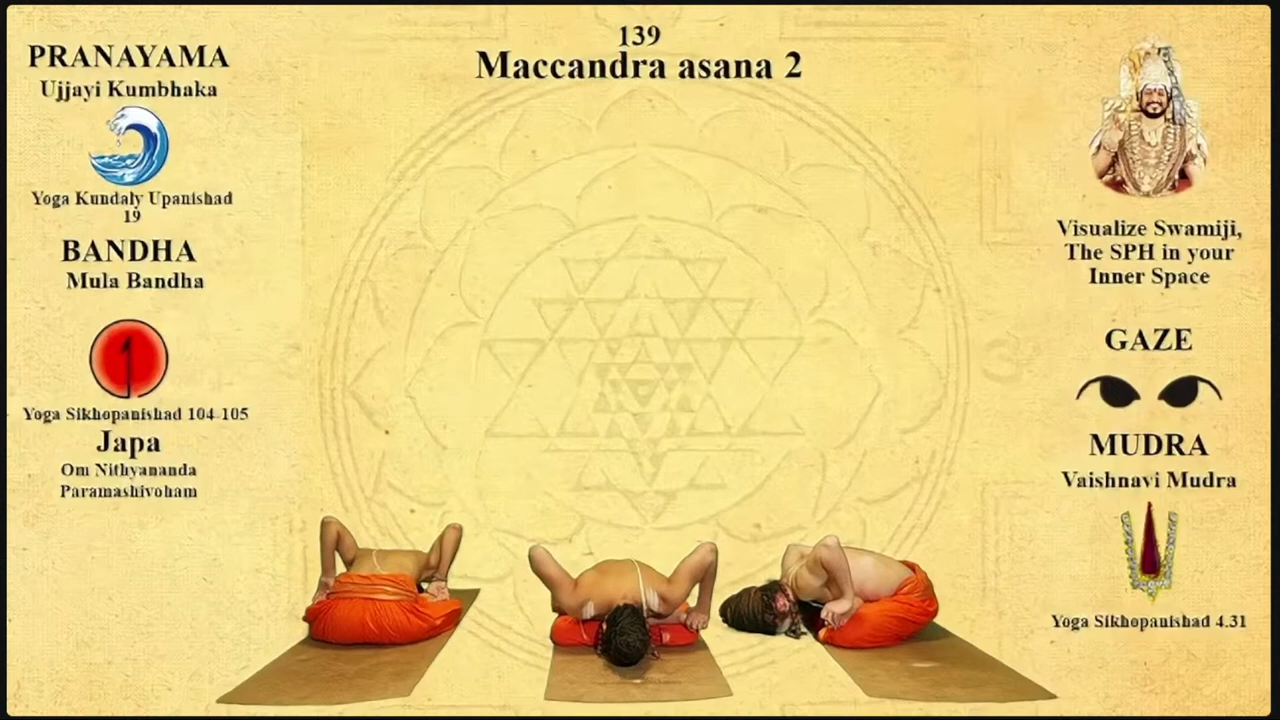 139
Maccandra asana 2
PRANAYAMA
Ujjayi Kumbhaka
Yoga Kundaly Upanishad
19
BANDHA
Mula Bandha
Yoga Sikhopanishad 104-105
Japa
Om Nithyananda
Paramashivoham
Visualize Swamiji,
The SPH in your
Inner Space
GAZE
MUDRA
Vaishnavi Mudra
Yoga Sikhopanishad 4.31